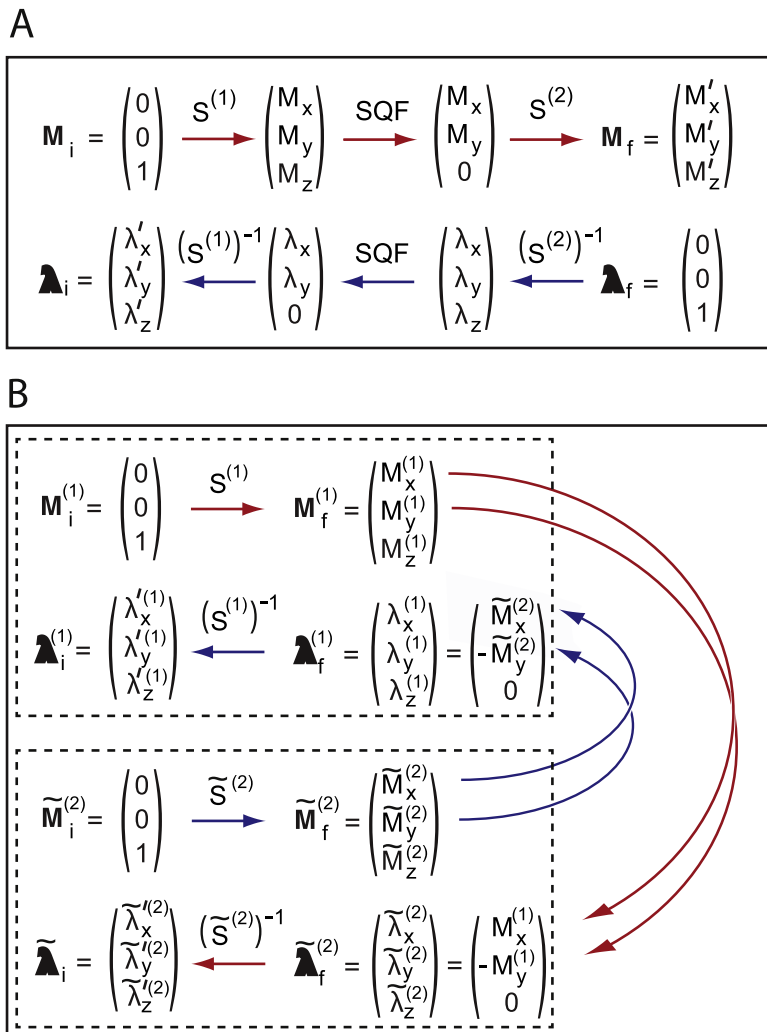 A
M_i = (0 0 1) S^(1) → (M_x M_y M_z) SQF → (M_x M_y 0) S^(2) → M_f = (M′_x M′_y M′_z)
Λ_i = (λ′_x λ′_y λ′_z) (S^(1))^−1 ← (λ_x λ_y 0) SQF ← (λ_x λ_y λ_z) (S^(2))^−1 ← Λ_f = (0 0 1)
B
M_i^(1) = (0 0 1) S^(1) → M_f^(1) = (M_x^(1) M_y^(1) M_z^(1))
Λ_i^(1) = (λ′_x^(1) λ′_y^(1) λ′_z^(1)) (S^(1))^−1 ← Λ_f^(1) = (λ_x^(1) λ_y^(1) λ_z^(1)) = (M̃_x^(2) -M̃_y^(2) 0)
M̃_i^(2) = (0 0 1) S̃^(2) → M̃_f^(2) = (M̃_x^(2) M̃_y^(2) M̃_z^(2))
Λ̃_i = (λ̃′_x^(2) λ̃′_y^(2) λ̃′_z^(2)) (S̃^(2))^−1 ← Λ̃_f^(2) = (λ̃_x^(2) λ̃_y^(2) λ̃_z^(2)) = (M_x^(1) -M_y^(1) 0)